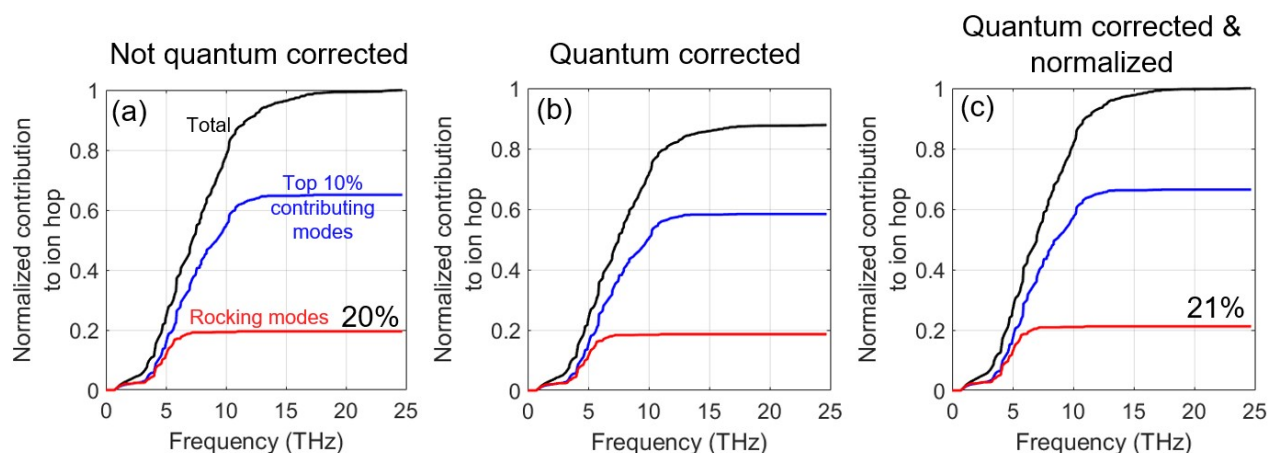 Not quantum corrected
(a)
Total
Top 10%
contributing
modes
Rocking modes
20%
1
0.8
0.6
0.4
0.2
0
0
5
10
15
20
25
Normalized contribution
to ion hop
Frequency (THz)
Quantum corrected
(b)
1
0.8
0.6
0.4
0.2
0
0
5
10
15
20
25
Normalized contribution
to ion hop
Frequency (THz)
Quantum corrected &
normalized
(c)
21%
1
0.8
0.6
0.4
0.2
0
0
5
10
15
20
25
Normalized contribution
to ion hop
Frequency (THz)